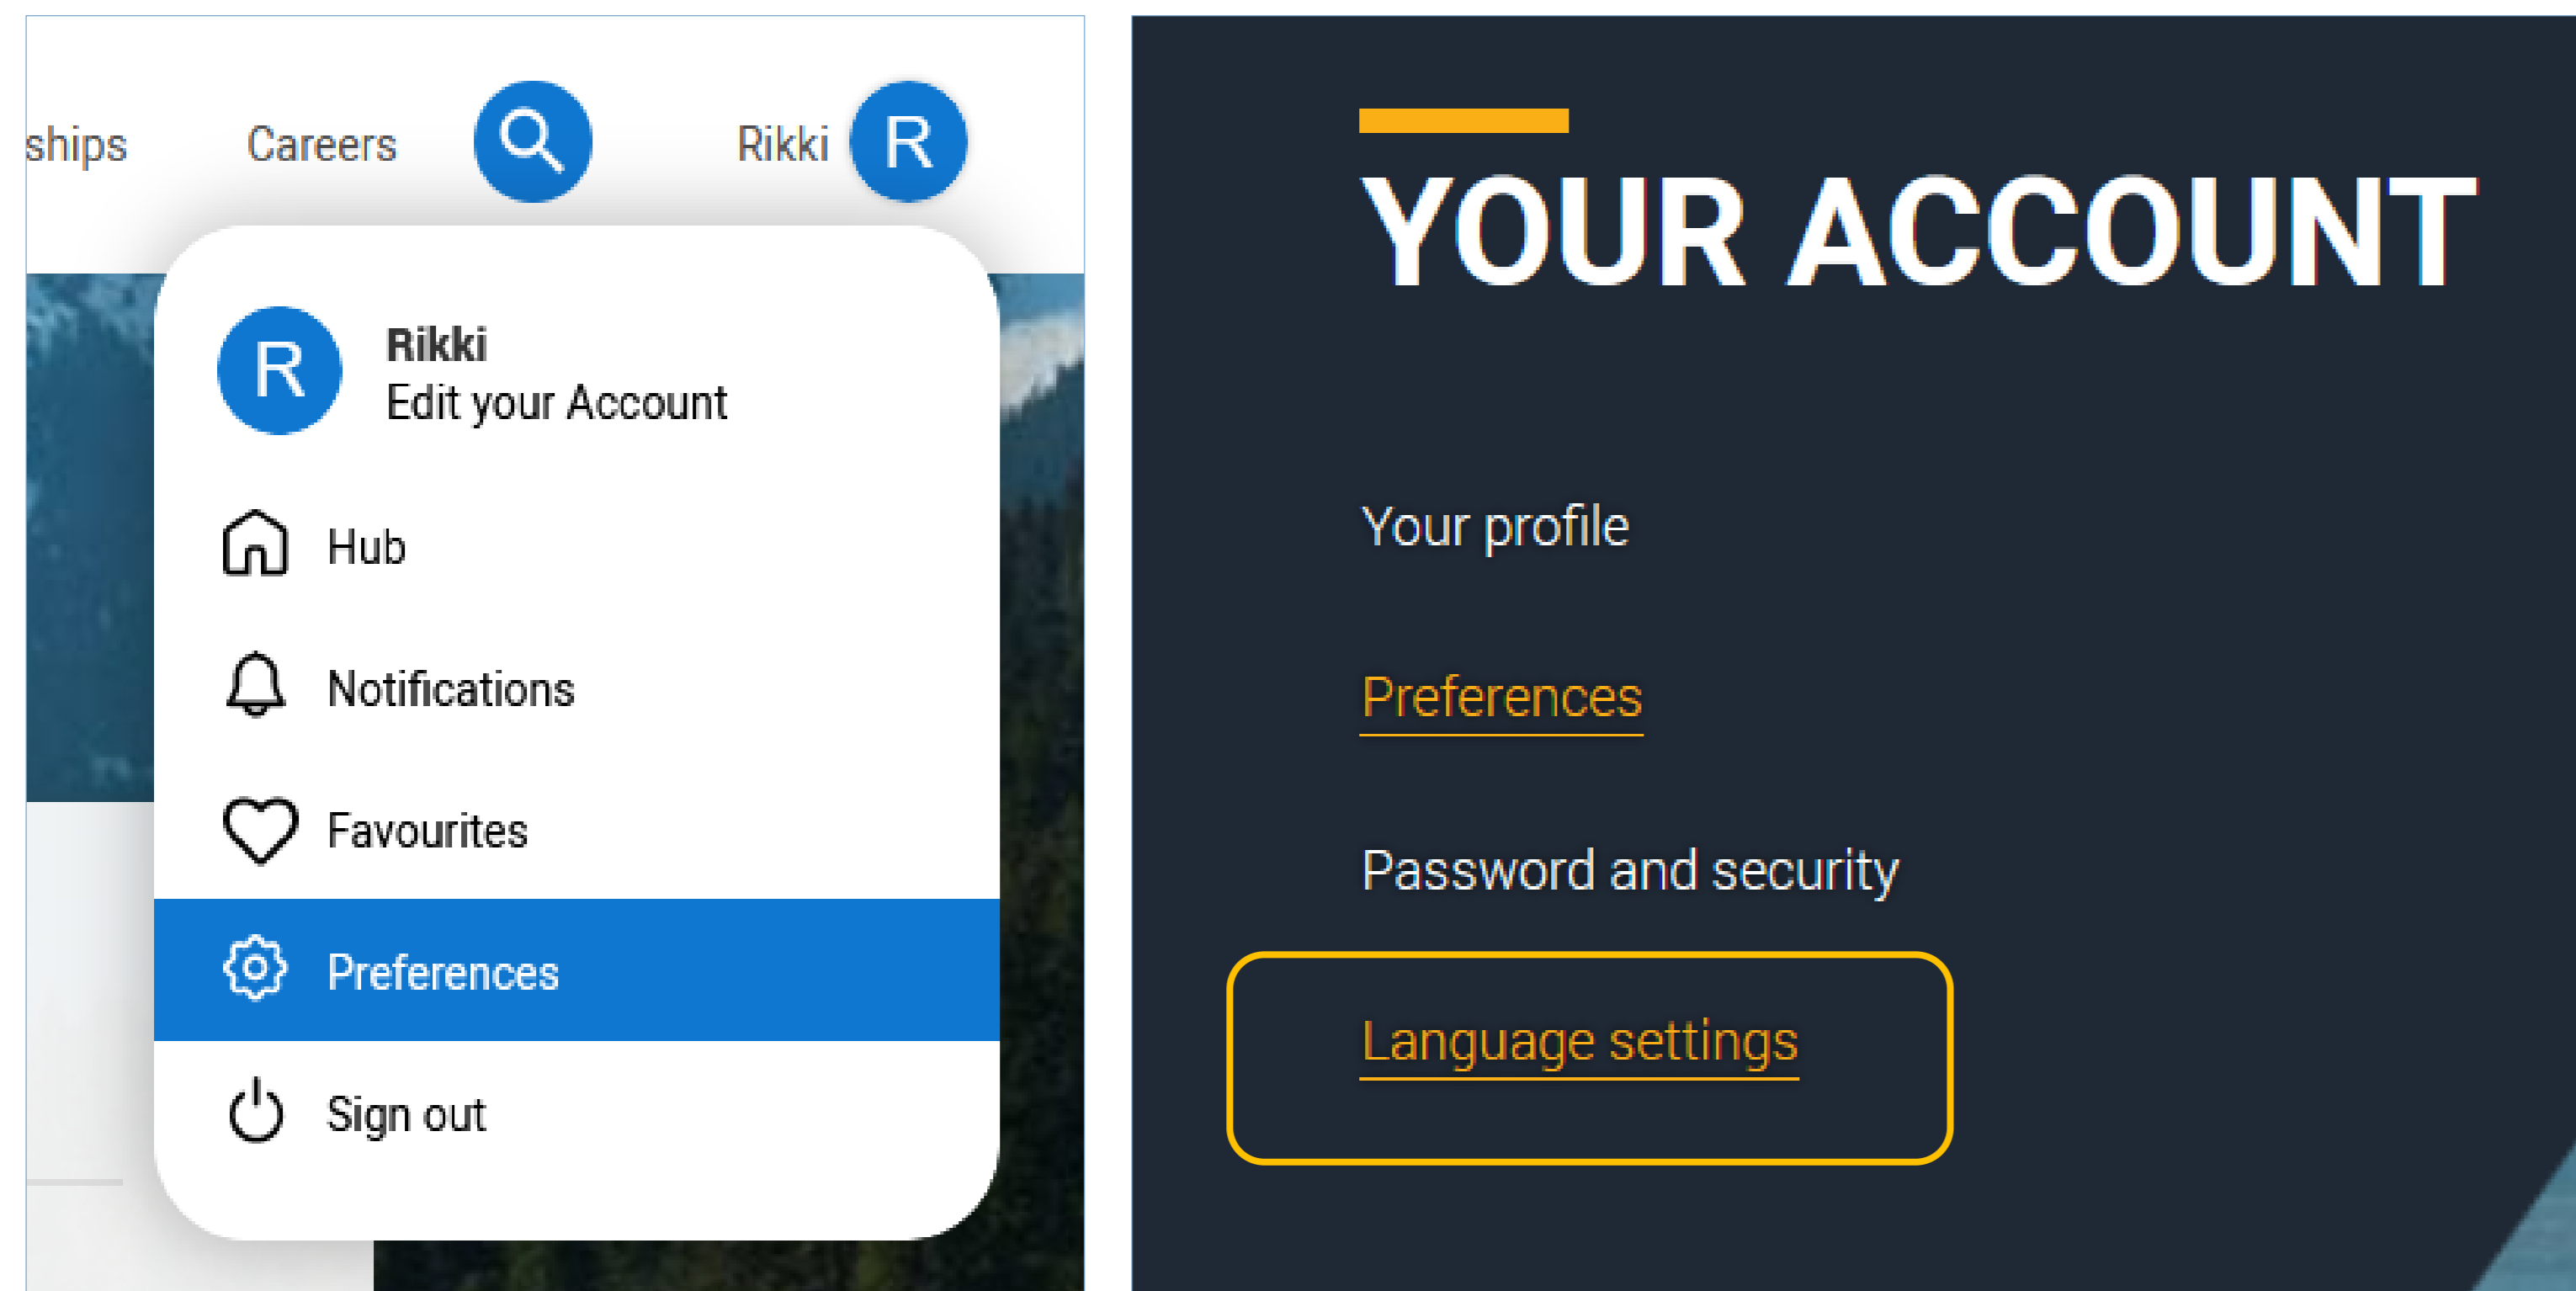 ships
Careers
Rikki
R
R
Rikki
Edit your Account
Hub
Notifications
Favourites
Preferences
Sign out
YOUR ACCOUNT
Your profile
Preferences
Password and security
Language settings